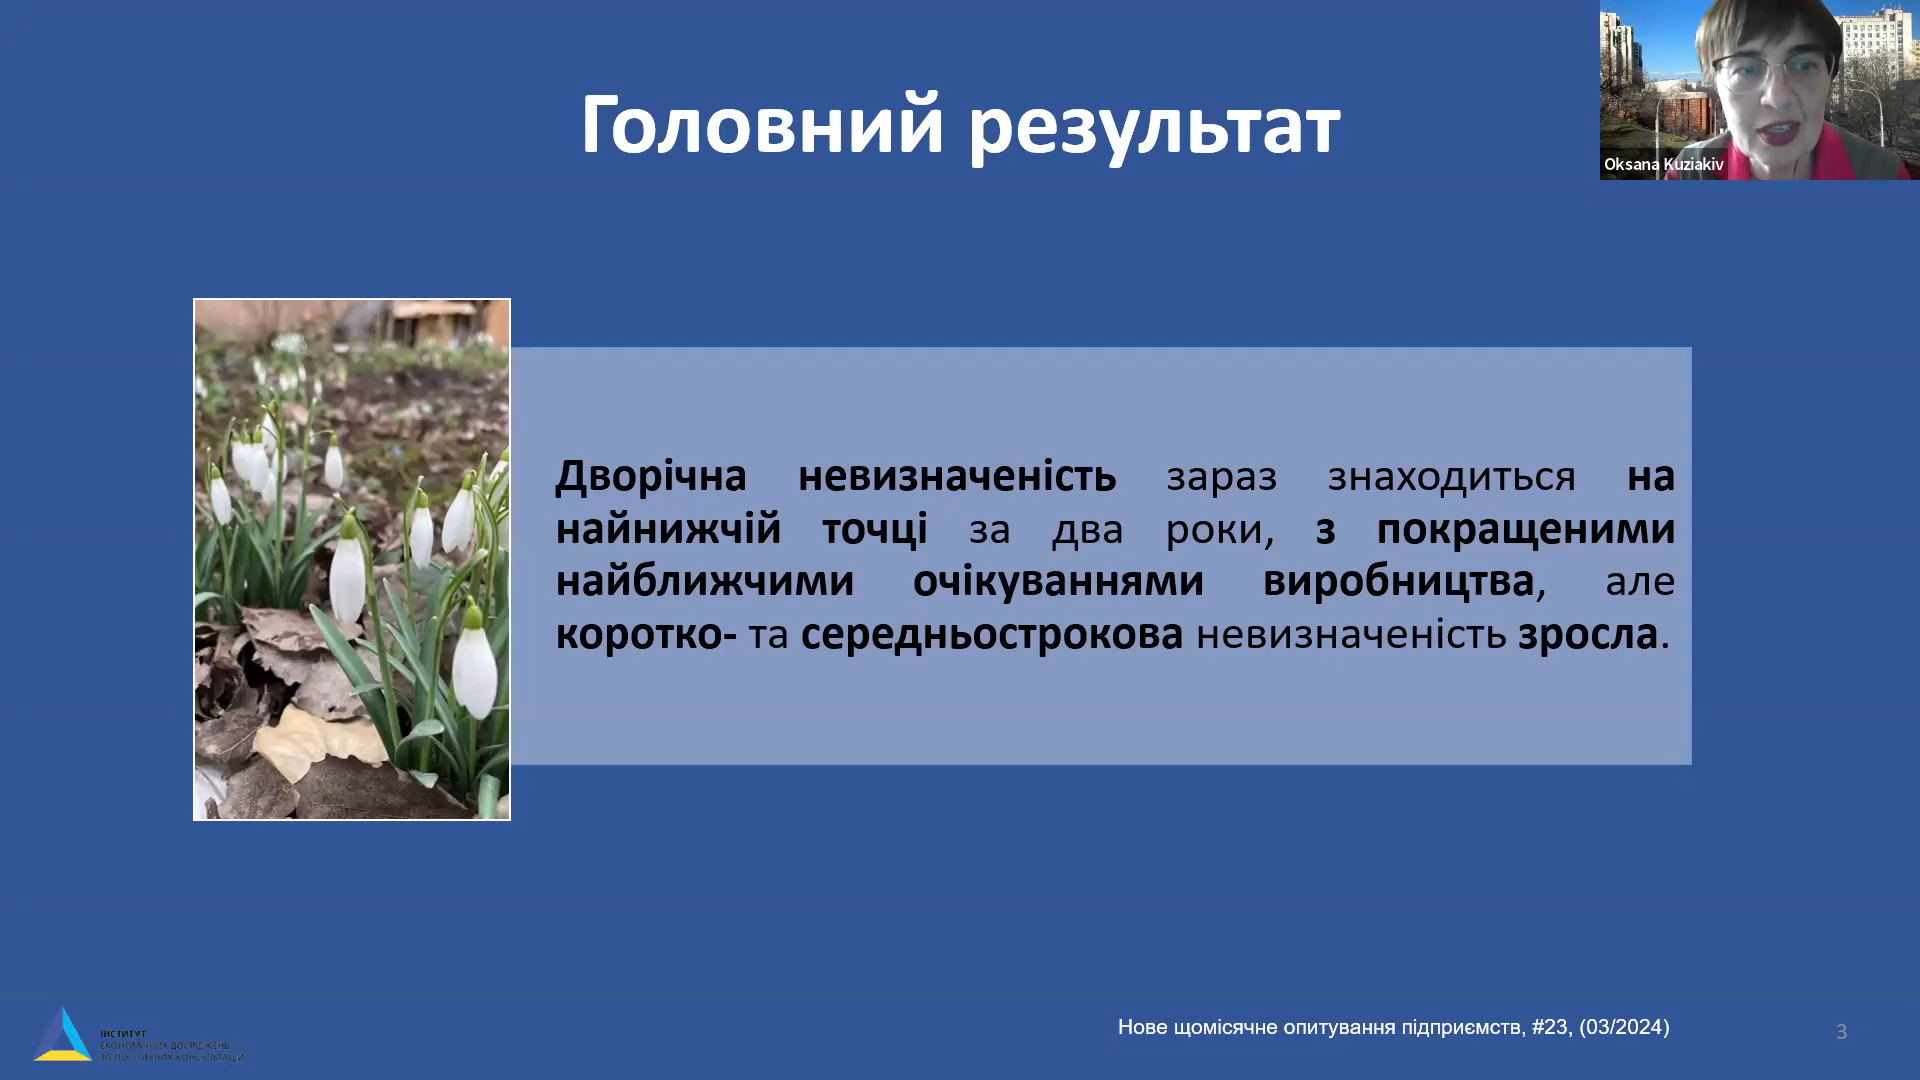 Головний результат
Oksana Kuziakiv
Дворічна невизначеність зараз знаходиться на
найнижчій точці за два роки, з покращеними
найближчими очікуваннями виробництва, але
коротко- та середньострокова невизначеність зросла.
ІНСТИТУТ
ЕКОНОМІЧНИХ ДОСЛІДЖЕНЬ
ТА ПОЛІТИЧНИХ КОНСУЛЬТАЦІЙ
Нове щомісячне опитування підприємств, #23, (03/2024)
3